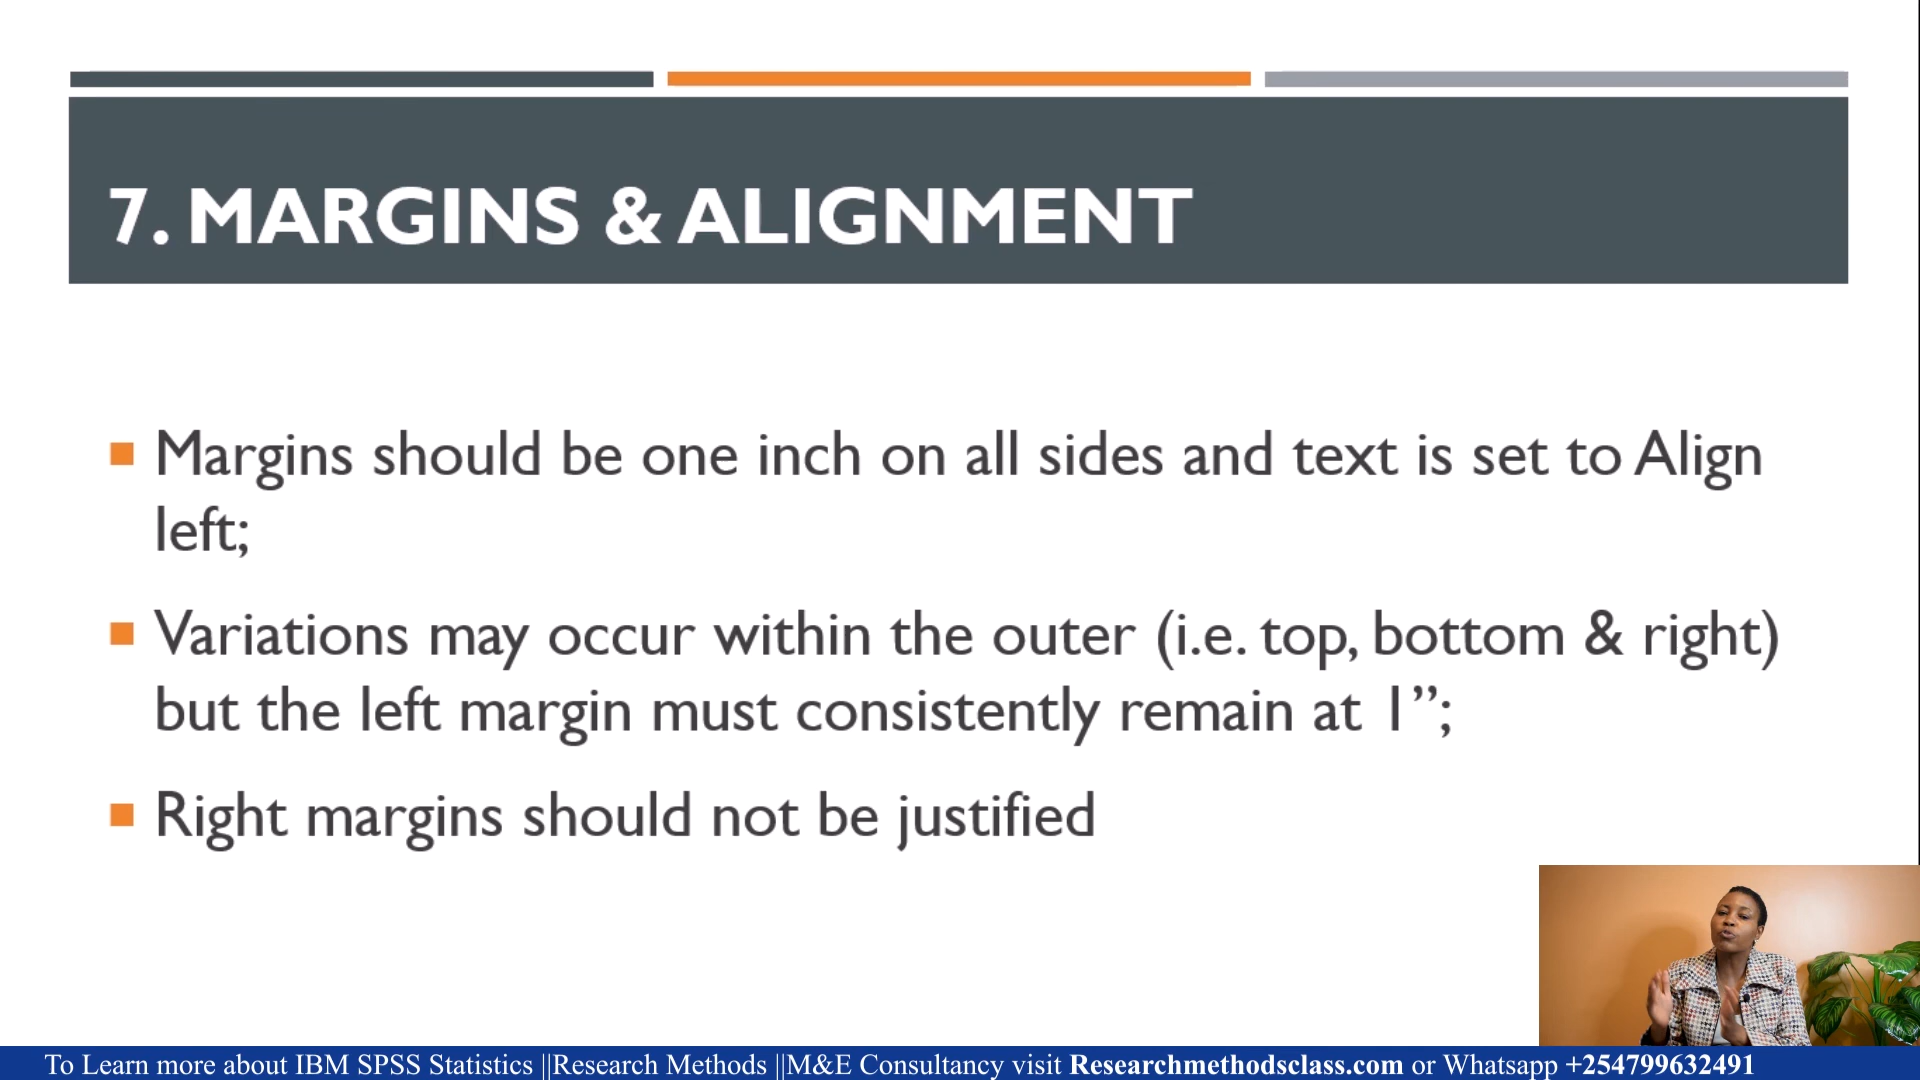 7. MARGINS & ALIGNMENT
Margins should be one inch on all sides and text is set to Align
left;
Variations may occur within the outer (i.e. top, bottom & right)
but the left margin must consistently remain at 1”;
Right margins should not be justified
To Learn more about IBM SPSS Statistics ||Research Methods ||M&E Consultancy visit Researchmethodsclass.com or Whatsapp +254799632491